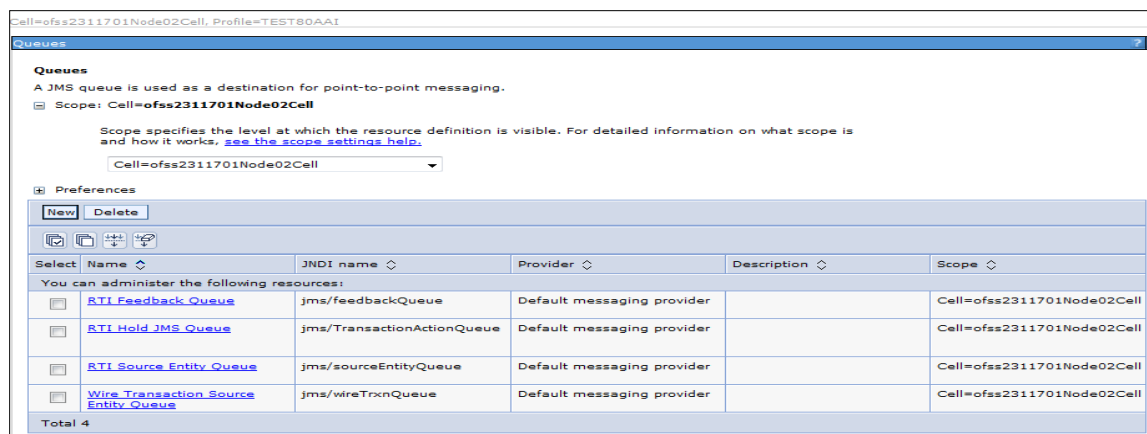 Cell=ofss2311701Node02Cell, Profile=TEST80AAI
Queues ?
Queues
A JMS queue is used as a destination for point-to-point messaging.
Scope: Cell=ofss2311701Node02Cell
Scope specifies the level at which the resource definition is visible. For detailed information on what scope is
and how it works, see the scope settings help.
Cell=ofss2311701Node02Cell
Preferences
New Delete
Select Name JNDI name Provider Description Scope
You can administer the following resources:
RTI Feedback Queue jms/feedbackQueue Default messaging provider Cell=ofss2311701Node02Cell
RTI Hold JMS Queue jms/TransactionActionQueue Default messaging provider Cell=ofss2311701Node02Cell
RTI Source Entity Queue jms/sourceEntityQueue Default messaging provider Cell=ofss2311701Node02Cell
Wire Transaction Source jms/wireTrxnQueue Default messaging provider Cell=ofss2311701Node02Cell
Entity Queue
Total 4